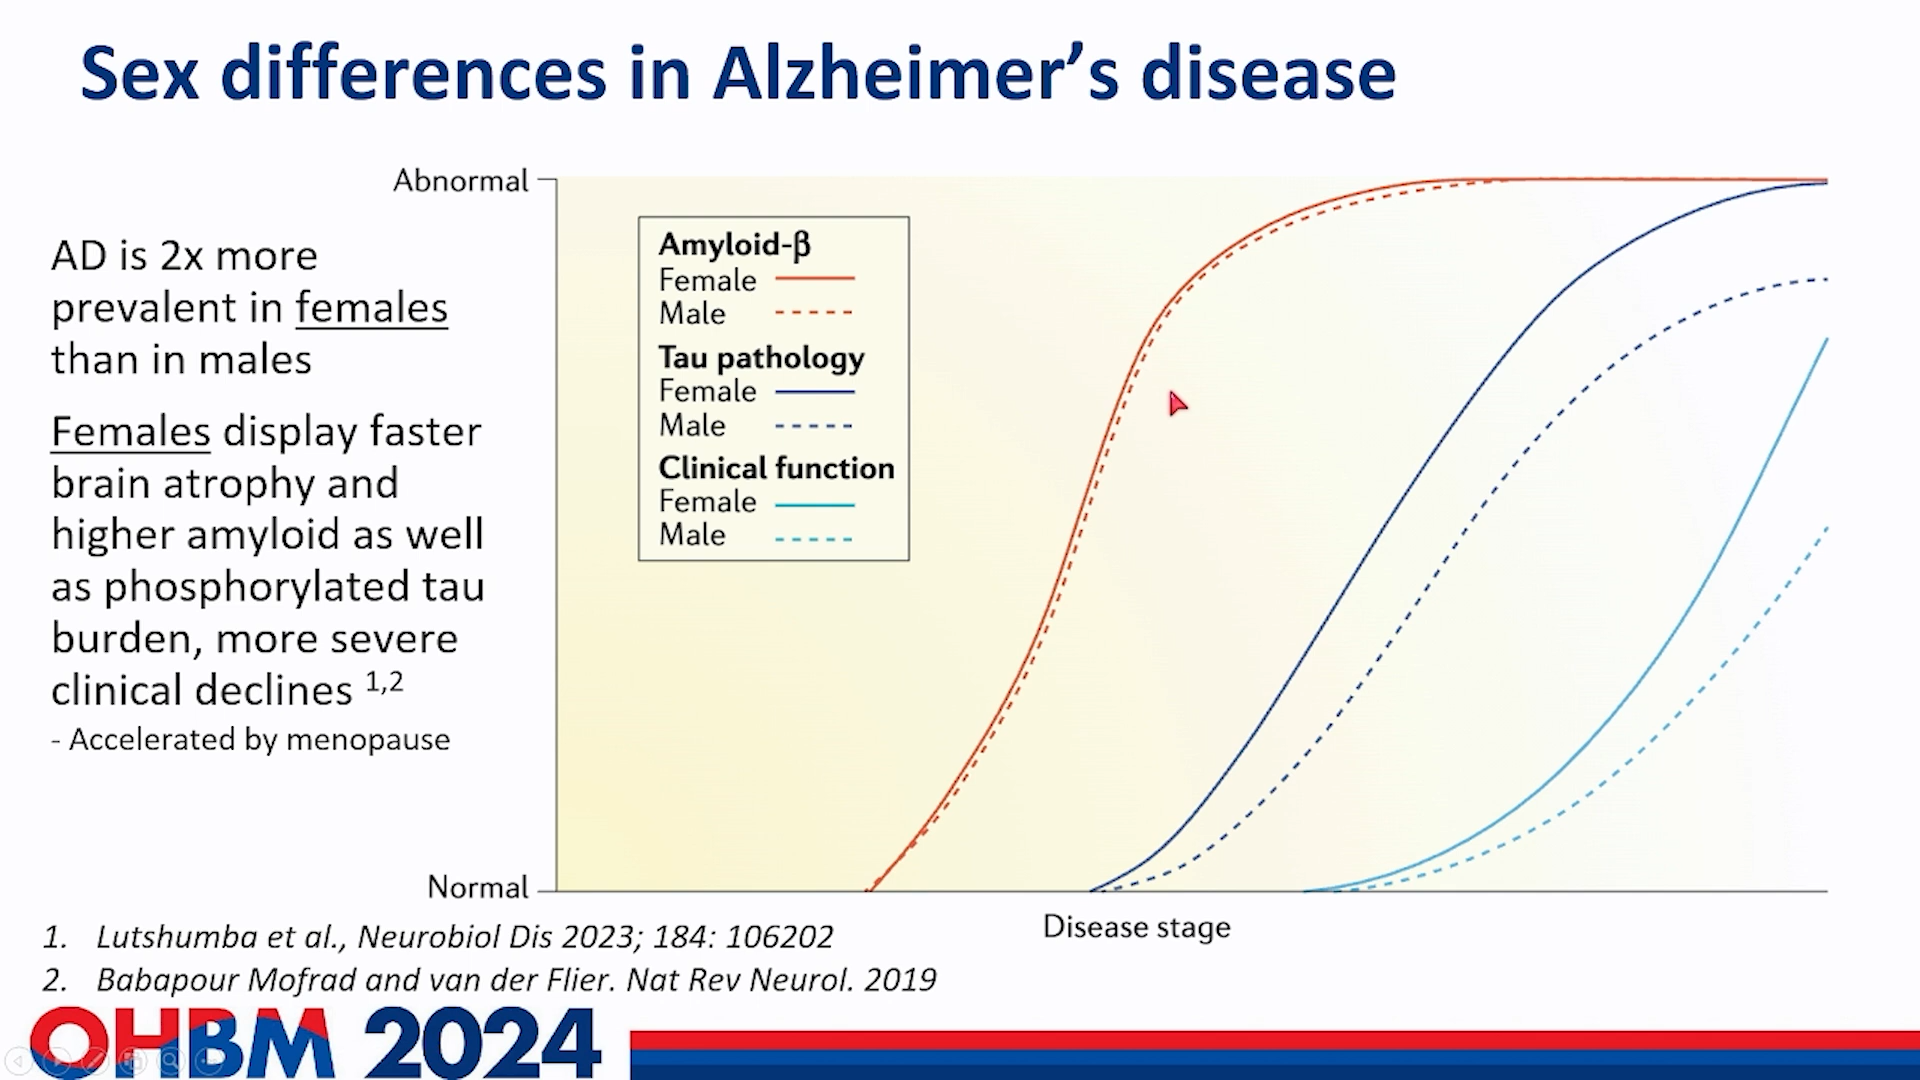 Sex differences in Alzheimer’s disease
Abnormal
AD is 2x more
prevalent in females
than in males
Females display faster
brain atrophy and
higher amyloid as well
as phosphorylated tau
burden, more severe
clinical declines 1,2
- Accelerated by menopause
Amyloid-β
Female
Male
Tau pathology
Female
Male
Clinical function
Female
Male
Normal
Disease stage
1. Lutshumba et al., Neurobiol Dis 2023; 184: 106202
2. Babapour Mofrad and van der Flier. Nat Rev Neurol. 2019
OHBM 2024